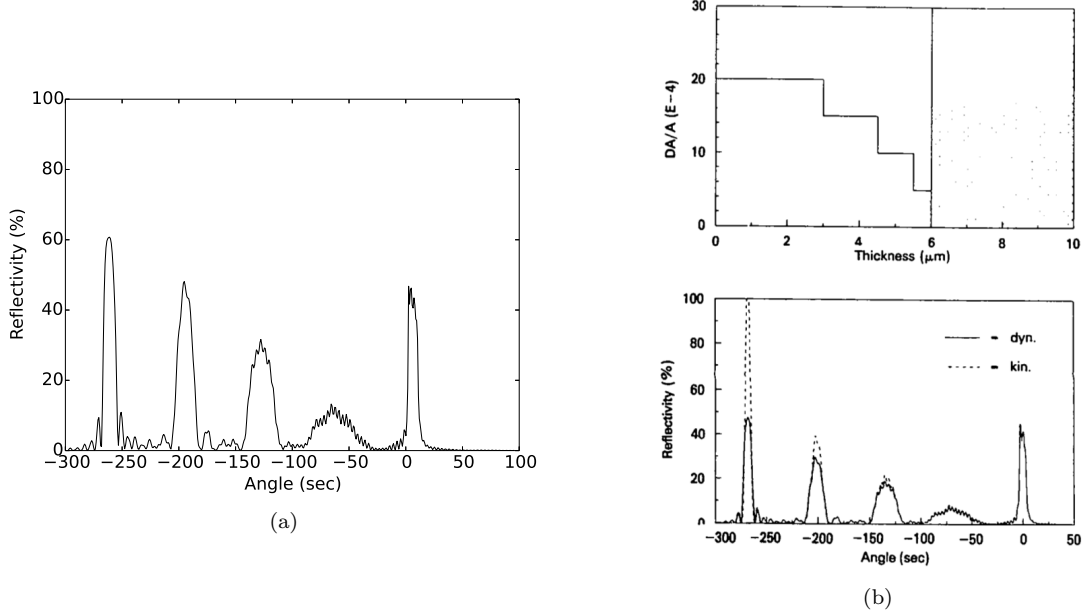 100
80
60
40
20
0
Reflectivity (%)
−300 −250 −200 −150 −100 −50 0 50 100
Angle (sec)
(a)
30
20
10
0
DA/A (E−4)
0 2 4 6 8 10
Thickness (μm)
100
80
60
40
20
0
Reflectivity (%)
dyn.
kin.
−300 −250 −200 −150 −100 −50 0 50
Angle (sec)
(b)